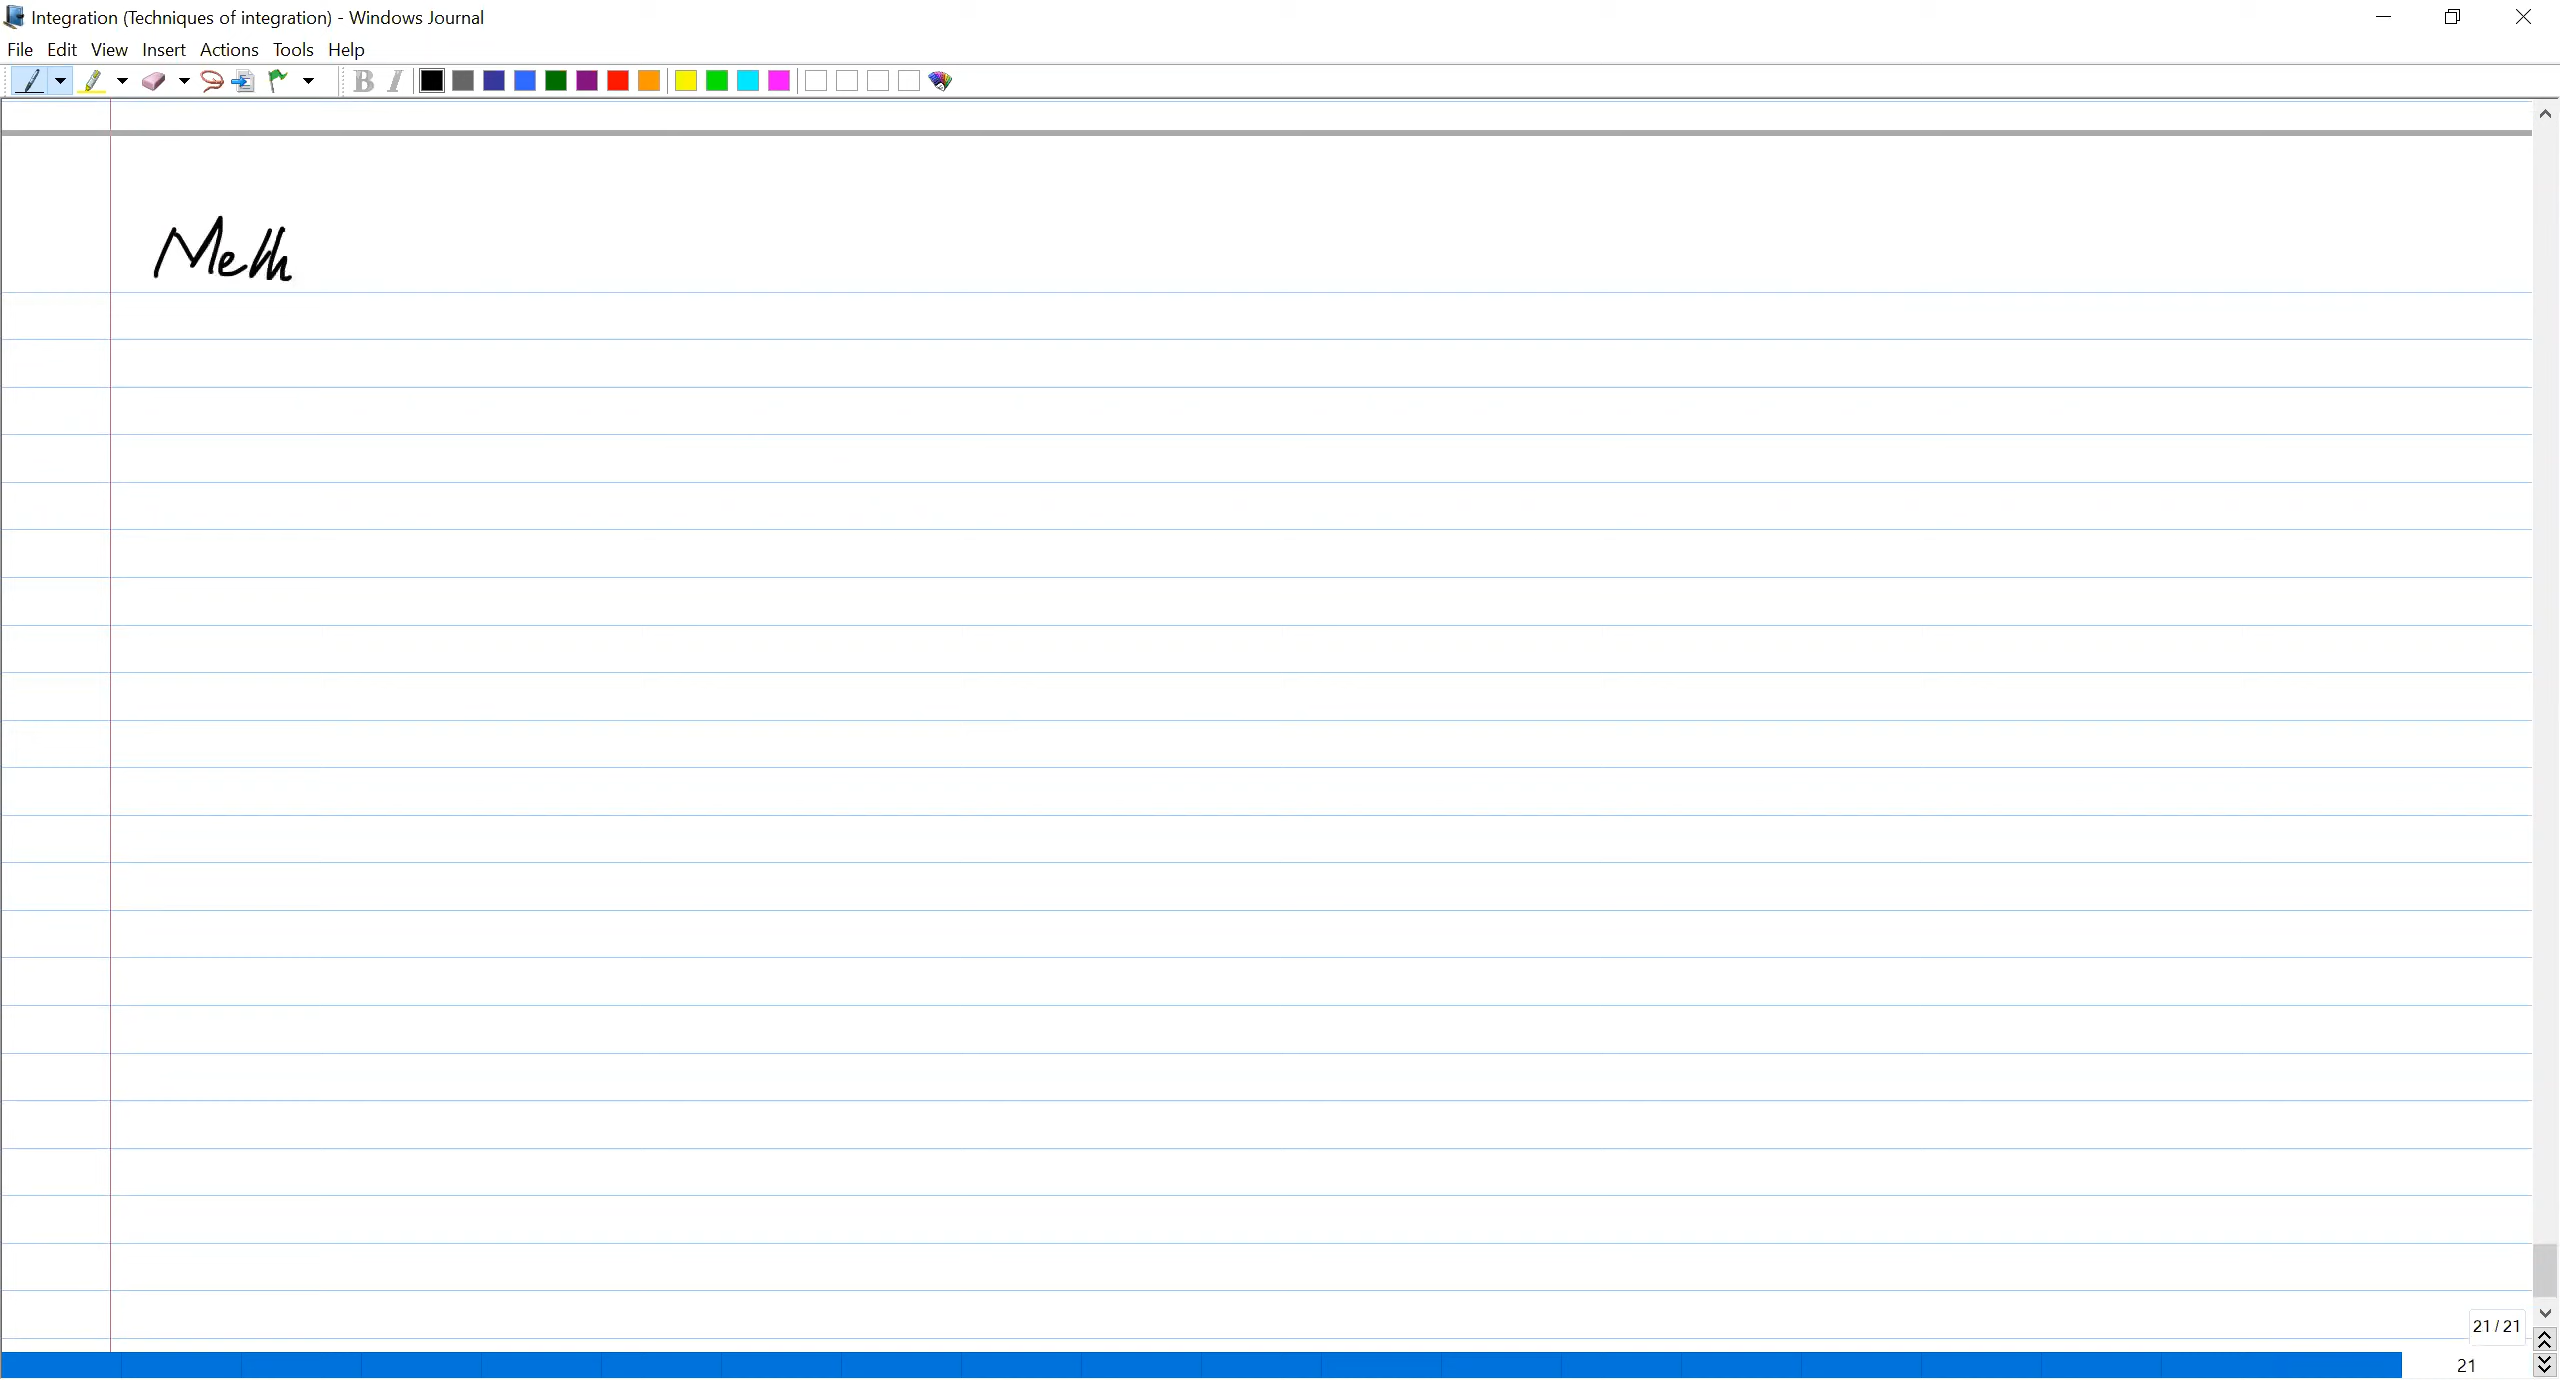 Integration (Techniques of integration) - Windows Journal
File Edit View Insert Actions Tools Help
B I
Meth
21 / 21
21